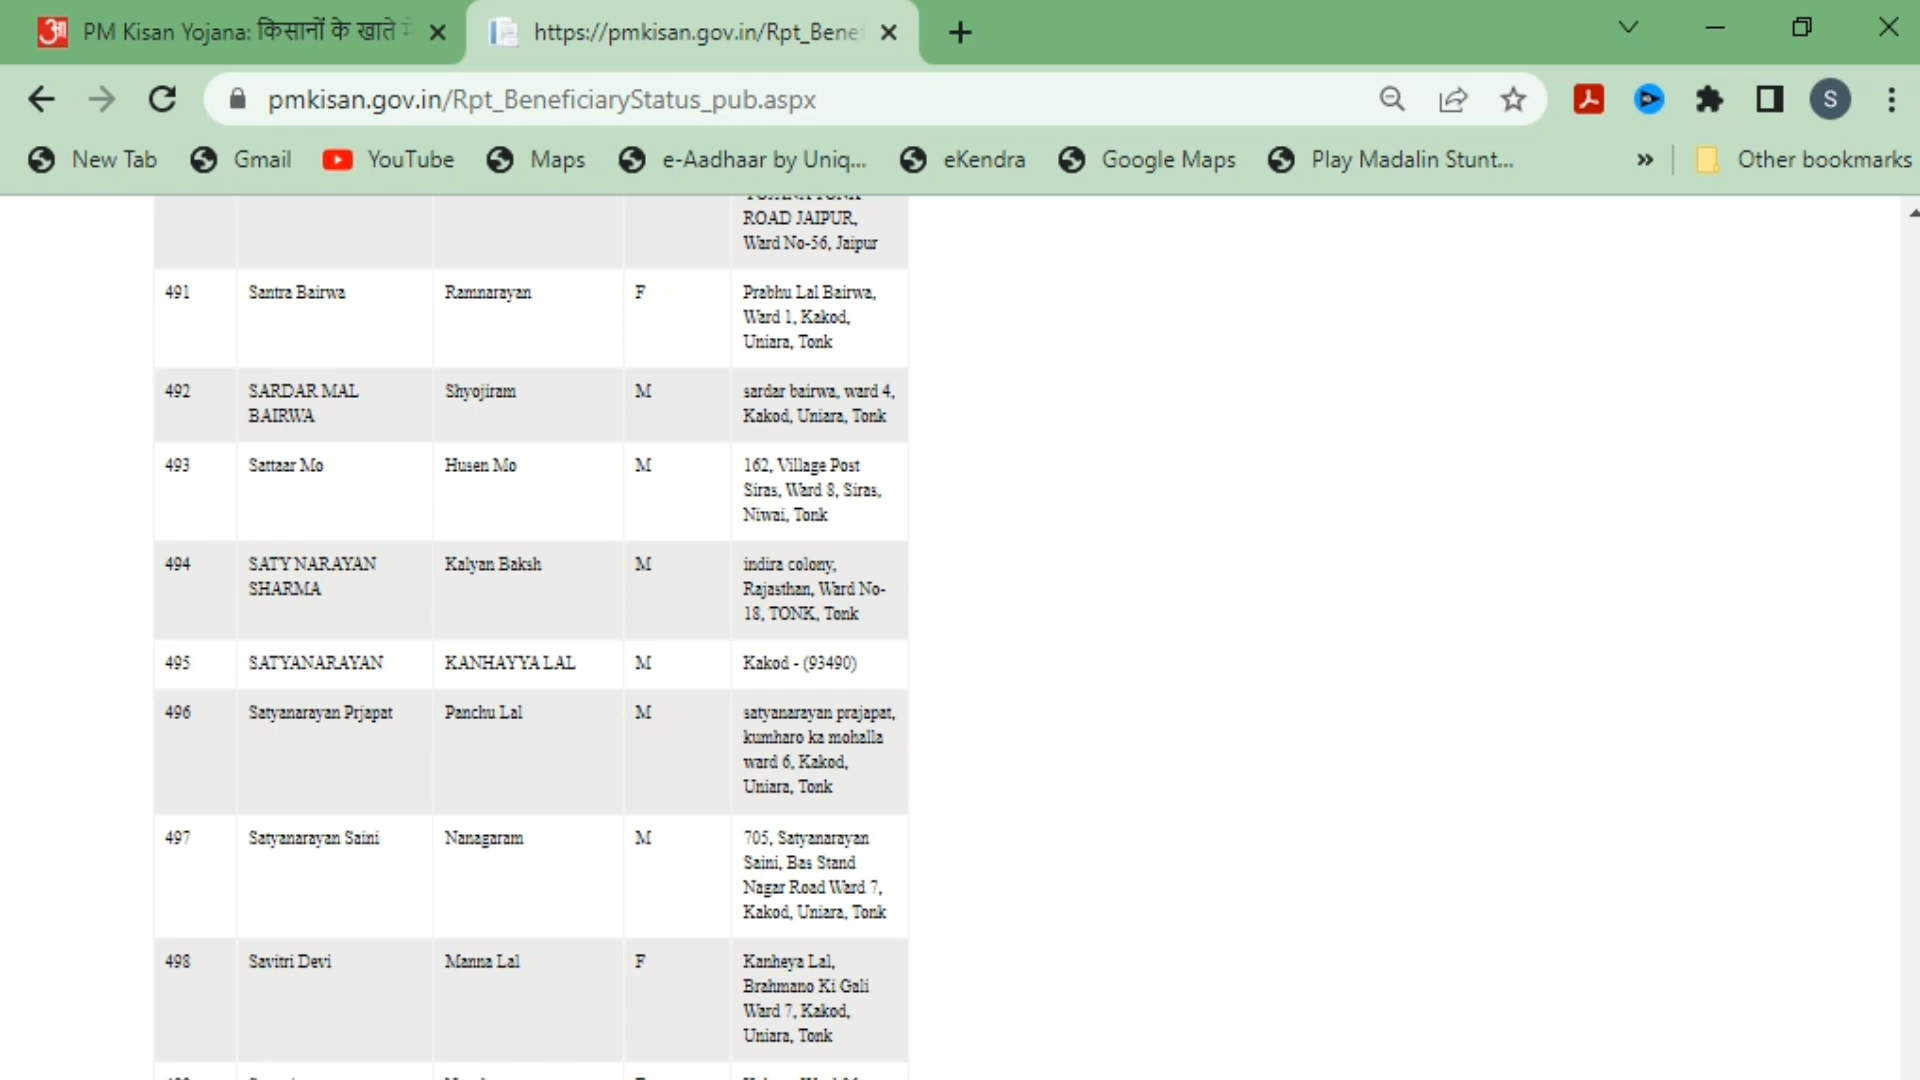 PM Kisan Yojana: किसानों के खाते में
https://pmkisan.gov.in/Rpt_Benef
pmkisan.gov.in/Rpt_BeneficiaryStatus_pub.aspx
S
New Tab Gmail YouTube Maps e-Aadhaar by Uniq... eKendra Google Maps Play Madalin Stunt... » Other bookmarks
ROAD JAIPUR,
Ward No-56, Jaipur
491 Santra Bairwa Ramnarayan F Prabhu Lal Bairwa,
Ward 1, Kakod,
Uniara, Tonk
492 SARDAR MAL Shyojiram M sardar bairwa, ward 4,
BAIRWA Kakod, Uniara, Tonk
493 Sattaar Mo Husen Mo M 162, Village Post
Siras, Ward 8, Siras,
Niwai, Tonk
494 SATY NARAYAN Kalyan Baksh M indira colony,
SHARMA Rajasthan, Ward No-
18, TONK, Tonk
495 SATYANARAYAN KANHAYYA LAL M Kakod - (93490)
496 Satyanarayan Prjapat Panchu Lal M satyanarayan prajapat,
kumharo ka mohalla
ward 6, Kakod,
Uniara, Tonk
497 Satyanarayan Saini Nanagaram M 705, Satyanarayan
Saini, Bas Stand
Nagar Road Ward 7,
Kakod, Uniara, Tonk
498 Savitri Devi Manna Lal F Kanheya Lal,
Brahmano Ki Gali
Ward 7, Kakod,
Uniara, Tonk